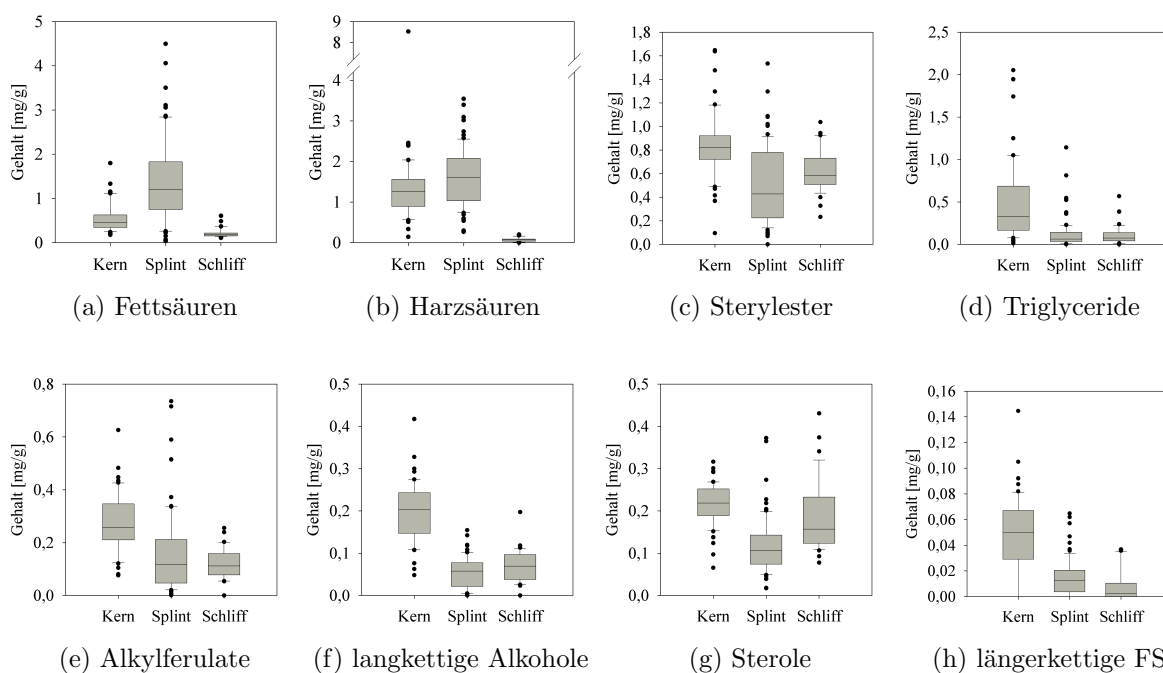 5
4
3
2
1
0
Gehalt [mg/g]
Kern Splint Schliff
(a) Fettsäuren
9
8
4
3
2
1
0
Gehalt [mg/g]
Kern Splint Schliff
(b) Harzsäuren
1,8
1,6
1,4
1,2
1,0
0,8
0,6
0,4
0,2
0,0
Gehalt [mg/g]
Kern Splint Schliff
(c) Sterylester
2,5
2,0
1,5
1,0
0,5
0,0
Gehalt [mg/g]
Kern Splint Schliff
(d) Triglyceride
0,8
0,6
0,4
0,2
0,0
Gehalt [mg/g]
Kern Splint Schliff
(e) Alkylferulate
0,5
0,4
0,3
0,2
0,1
0,0
Gehalt [mg/g]
Kern Splint Schliff
(f) langkettige Alkohole
0,5
0,4
0,3
0,2
0,1
0,0
Gehalt [mg/g]
Kern Splint Schliff
(g) Sterole
0,16
0,14
0,12
0,10
0,08
0,06
0,04
0,02
0,00
Gehalt [mg/g]
Kern Splint Schliff
(h) längerkettige FS